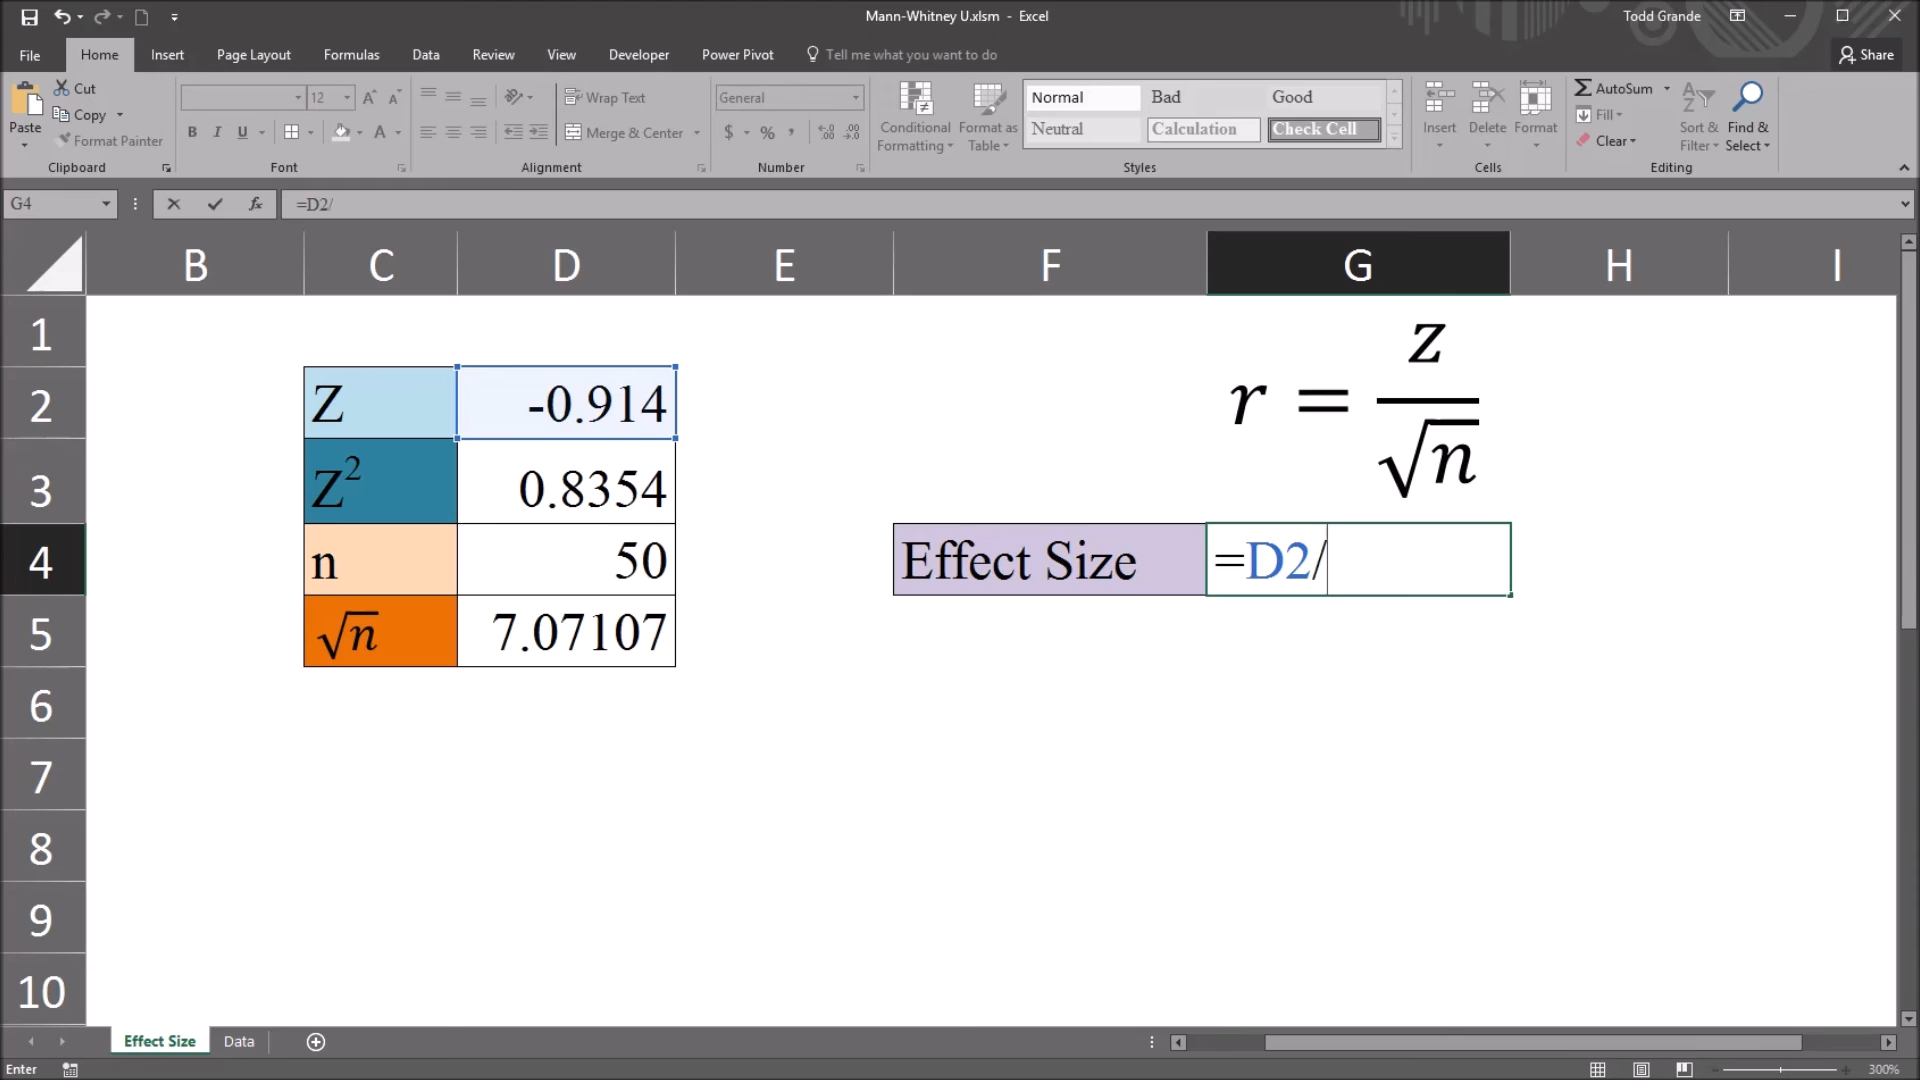 Mann-Whitney U.xlsm - Excel
Todd Grande
File Home Insert Page Layout Formulas Data Review View Developer Power Pivot Tell me what you want to do Share
Paste
Cut
Copy
Format Painter
Clipboard
12
B I U
Font
Wrap Text
Merge & Center
Alignment
General
$ % ,
Number
Conditional Formatting
Format as Table
Normal Bad Good
Neutral Calculation Check Cell
Styles
Insert Delete Format
Cells
AutoSum
Fill
Clear
Sort & Filter
Find & Select
Editing
G4 fx =D2/
B C D E F G H I
1
r = z / √n
2 Z -0.914
3 Z² 0.8354
4 n 50 Effect Size =D2/
5 √n 7.07107
6
7
8
9
10
Effect Size Data
Enter 300%